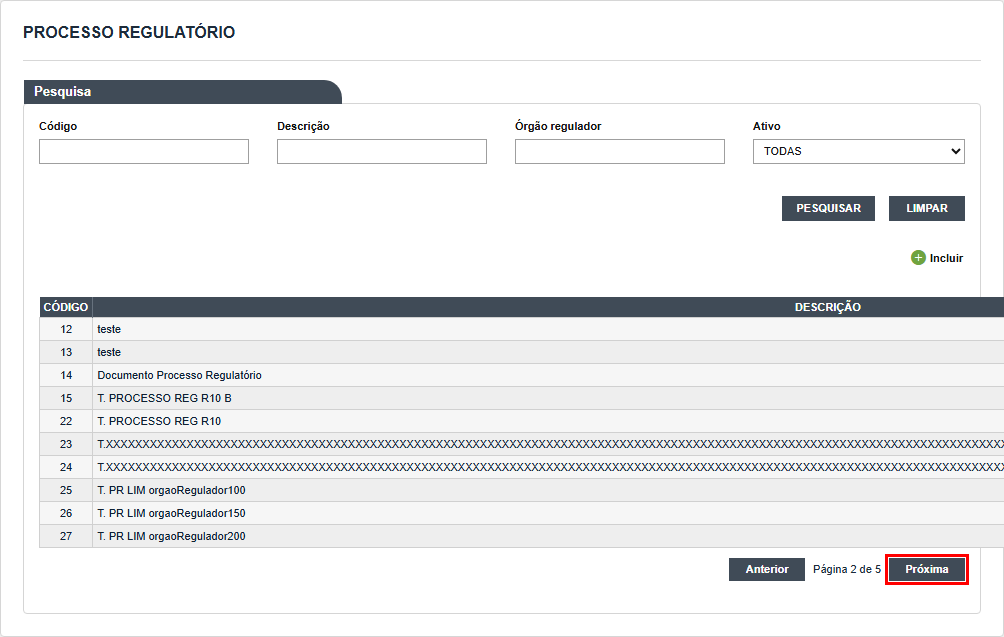 PROCESSO REGULATÓRIO
Pesquisa
Código Descrição Órgão regulador Ativo
TODAS
PESQUISAR LIMPAR
Incluir
CÓDIGO DESCRIÇÃO
12 teste
13 teste
14 Documento Processo Regulatório
15 T. PROCESSO REG R10 B
22 T. PROCESSO REG R10
23
24
25 T. PR LIM orgaoRegulador100
26 T. PR LIM orgaoRegulador150
27 T. PR LIM orgaoRegulador200
Anterior Página 2 de 5 Próxima